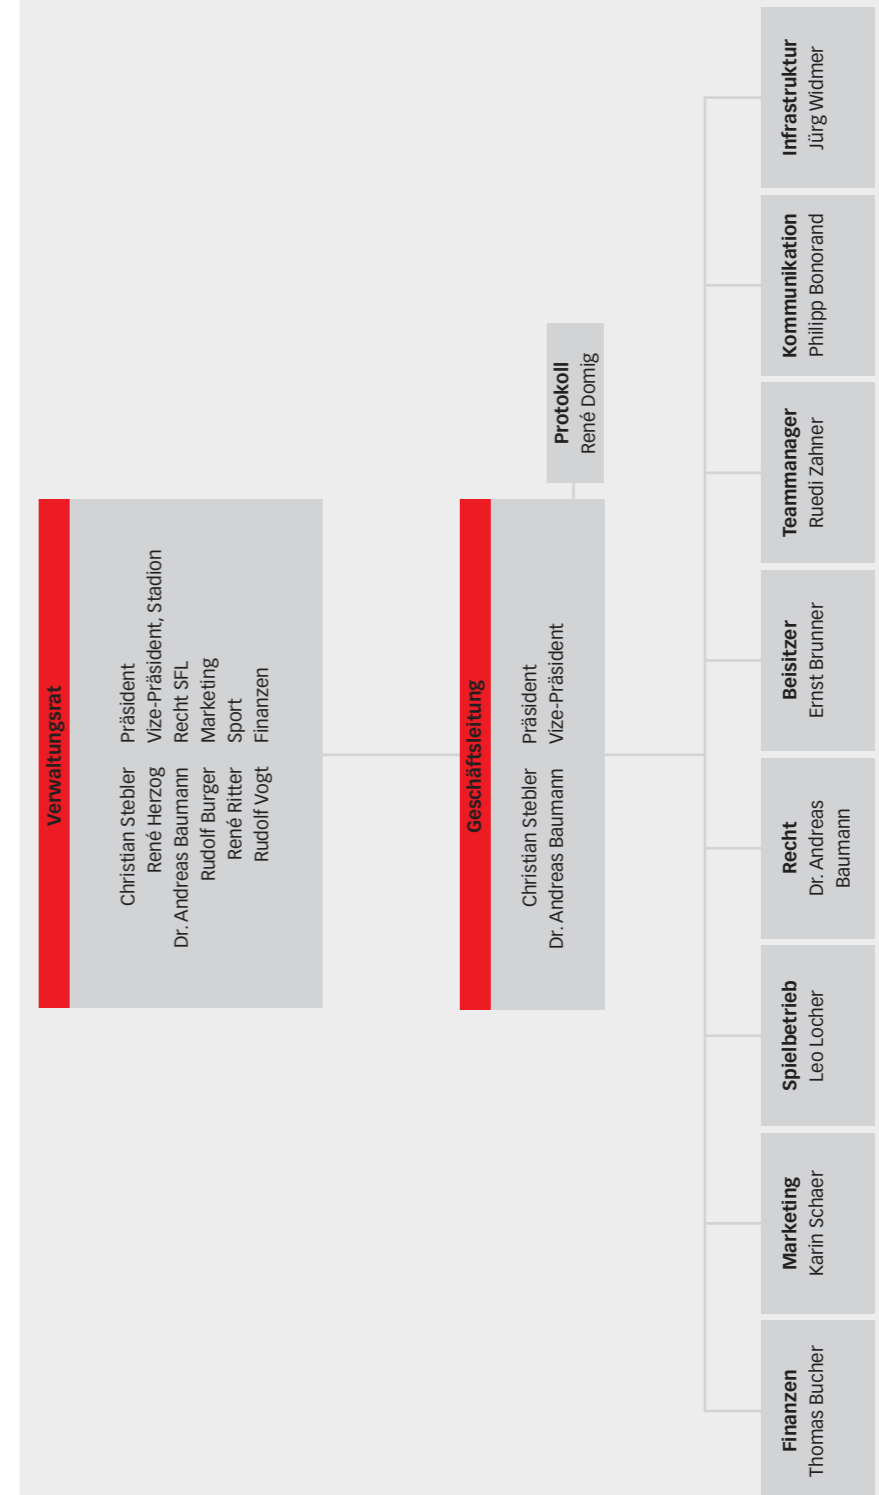 Verwaltungsrat
Christian Stebler Präsident
René Herzog Vize-Präsident, Stadion
Dr. Andreas Baumann Recht SFL
Rudolf Burger Marketing
René Ritter Sport
Rudolf Vogt Finanzen
Geschäftsleitung
Christian Stebler Präsident
Dr. Andreas Baumann Vize-Präsident
Protokoll
René Domig
Finanzen
Thomas Bucher
Marketing
Karin Schaer
Spielbetrieb
Leo Locher
Recht
Dr. Andreas
Baumann
Beisitzer
Ernst Brunner
Teammanager
Ruedi Zahner
Kommunikation
Philipp Bonorand
Infrastruktur
Jürg Widmer